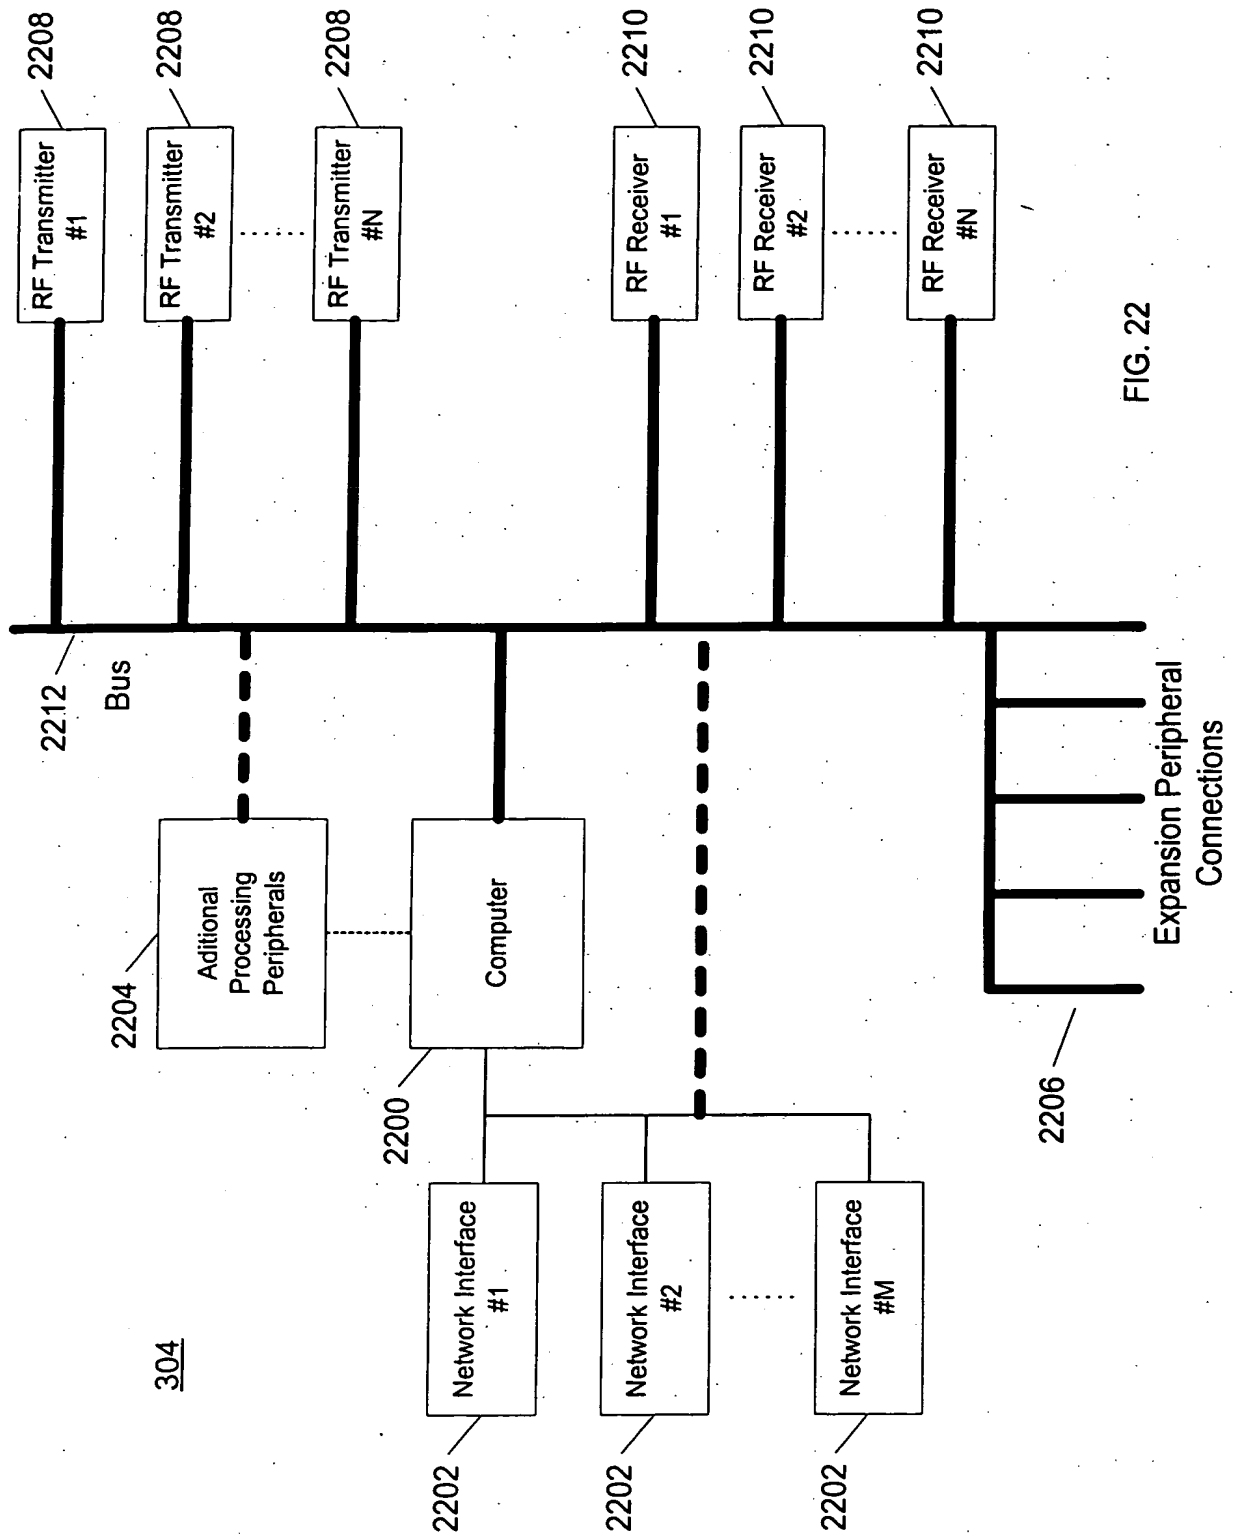 2208
RF Transmitter
#1
2212
Bus
2204
2208
RF Transmitter
#2
304
Aditional
Processing
Peripherals
2208
RF Transmitter
#N
2200
Computer
2202
Network Interface
#1
2210
RF Receiver
#1
2202
Network Interface
#2
2210
RF Receiver
#2
2202
Network Interface
#M
2210
RF Receiver
#N
2206
Expansion Peripheral
Connections
FIG. 22